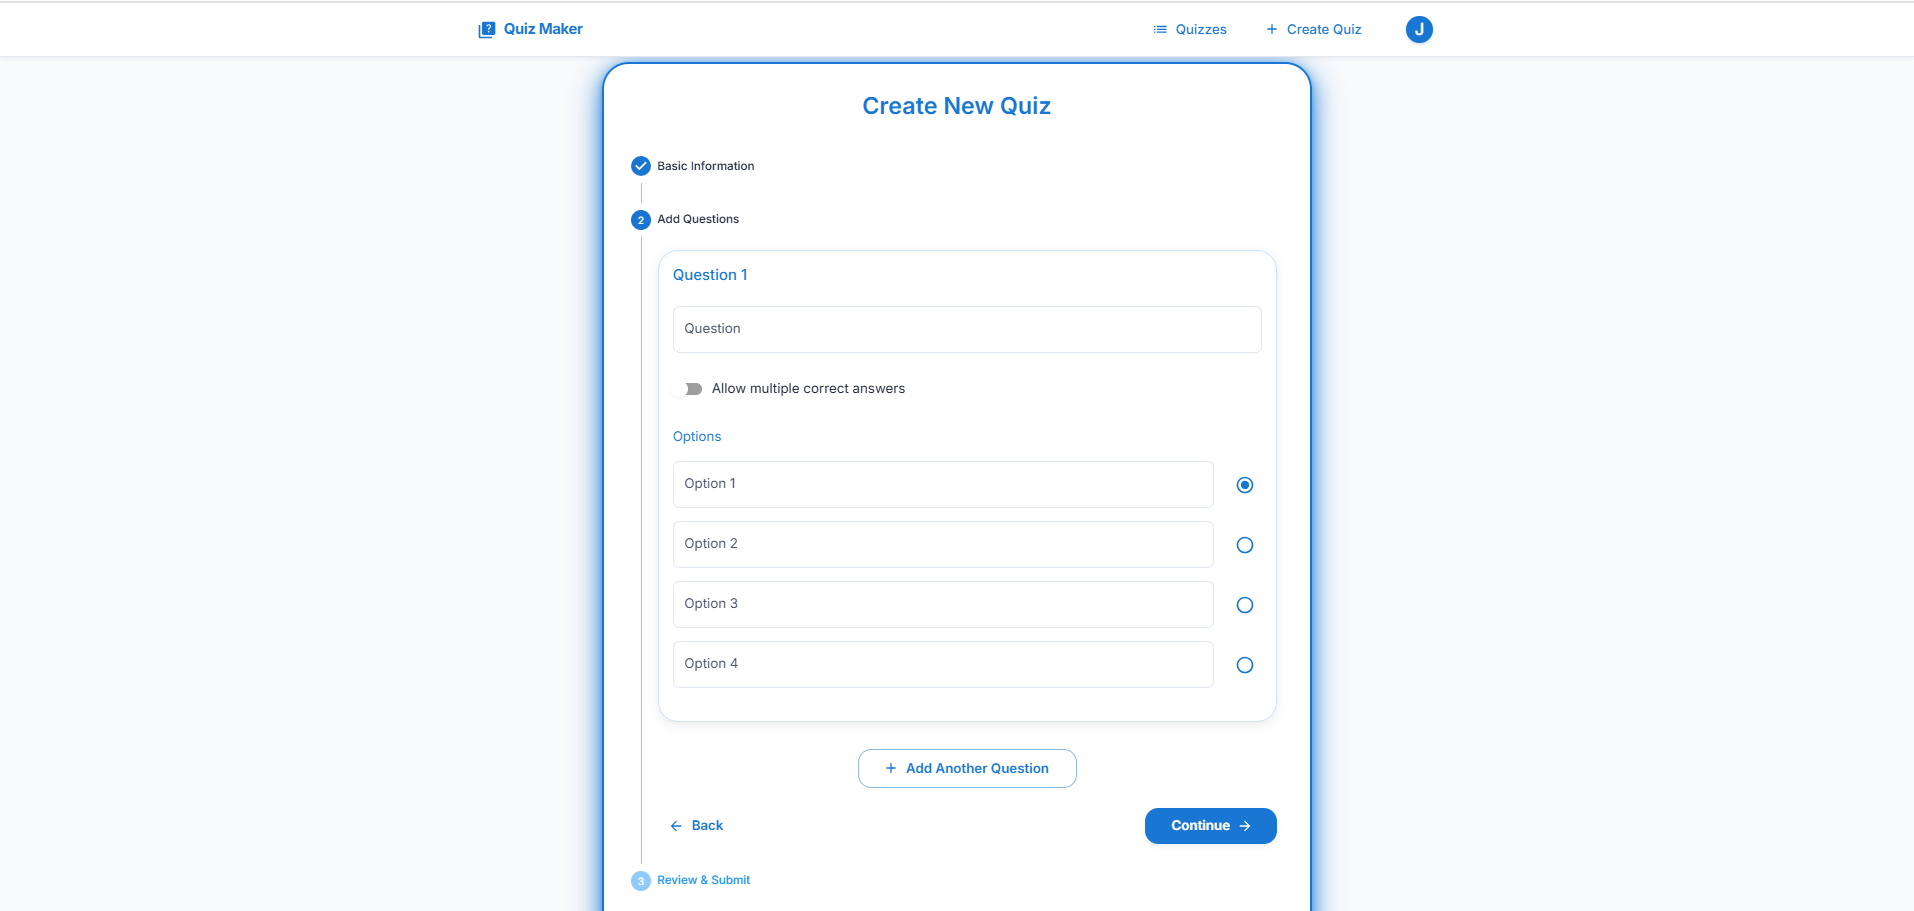 Quiz Maker
Quizzes
Create Quiz
J
Create New Quiz
Basic Information
2 Add Questions
Question 1
Question
Allow multiple correct answers
Options
Option 1
Option 2
Option 3
Option 4
+ Add Another Question
← Back
Continue →
3 Review & Submit